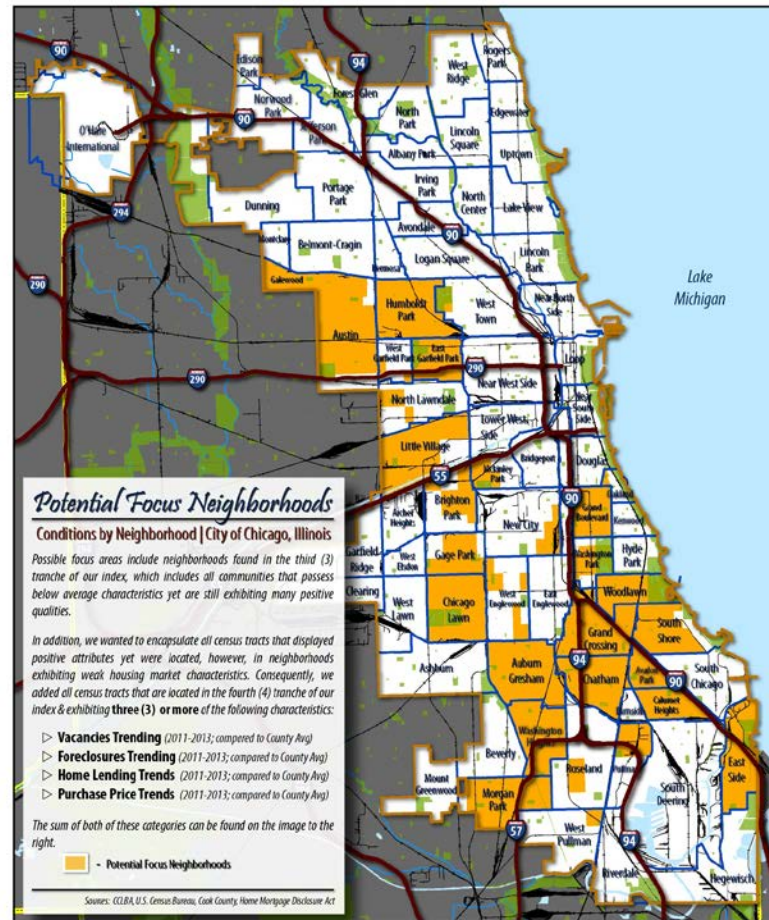 Potential Focus Neighborhoods
Conditions by Neighborhood | City of Chicago, Illinois
Possible focus areas include neighborhoods found in the third (3)
tranche of our index, which includes all communities that possess
below average characteristics yet are still exhibiting many positive
qualities.
In addition, we wanted to encapsulate all census tracts that displayed
positive attributes yet were located, however, in neighborhoods
exhibiting weak housing market characteristics. Consequently, we
added all census tracts that are located in the fourth (4) tranche of our
index & exhibiting three (3) or more of the following characteristics:
▷ Vacancies Trending (2011-2013; compared to County Avg)
▷ Foreclosures Trending (2011-2013; compared to County Avg)
▷ Home Lending Trends (2011-2013; compared to County Avg)
▷ Purchase Price Trends (2011-2013; compared to County Avg)
The sum of both of these categories can be found on the image to the
right.
- Potential Focus Neighborhoods
Sources: CCLBA, U.S. Census Bureau, Cook County, Home Mortgage Disclosure Act
90
94
Rogers
Park
West
Ridge
Edison
Park
Forest Glen
Norwood
Park
North
Park
Edgewater
90
Lincoln
Square
O'Hare
International
Jefferson
Park
Albany Park
Uptown
Irving
Park
Portage
Park
North
Center
Lake View
Dunning
294
Avondale
90
Montclare
Belmont-Cragin
Logan Square
Lincoln
Park
Hermosa
Galewood
290
Lake
Michigan
Humboldt
Park
West
Town
Near North
Side
Austin
West
Garfield Park
East
Garfield Park
290
Loop
290
Near West Side
North Lawndale
Near
South
Side
Lower West
Side
Little Village
55
Bridgeport
Douglas
McKinley
Park
90
Oakland
Brighton
Park
Archer
Heights
New City
Grand
Boulevard
Kenwood
Garfield
Ridge
West
Elsdon
Gage Park
Washington
Park
Hyde
Park
Clearing
Woodlawn
West
Lawn
Chicago
Lawn
West
Englewood
East
Englewood
South
Shore
Grand
Crossing
Ashburn
Auburn
Gresham
94
Chatham
Avalon
Park
90
South
Chicago
Burnside
Calumet
Heights
Washington
Beverly
East
Side
Mount
Greenwood
Roseland
Pullman
South
Deering
Morgan
Park
57
West
Pullman
94
Riverdale
Hegewisch